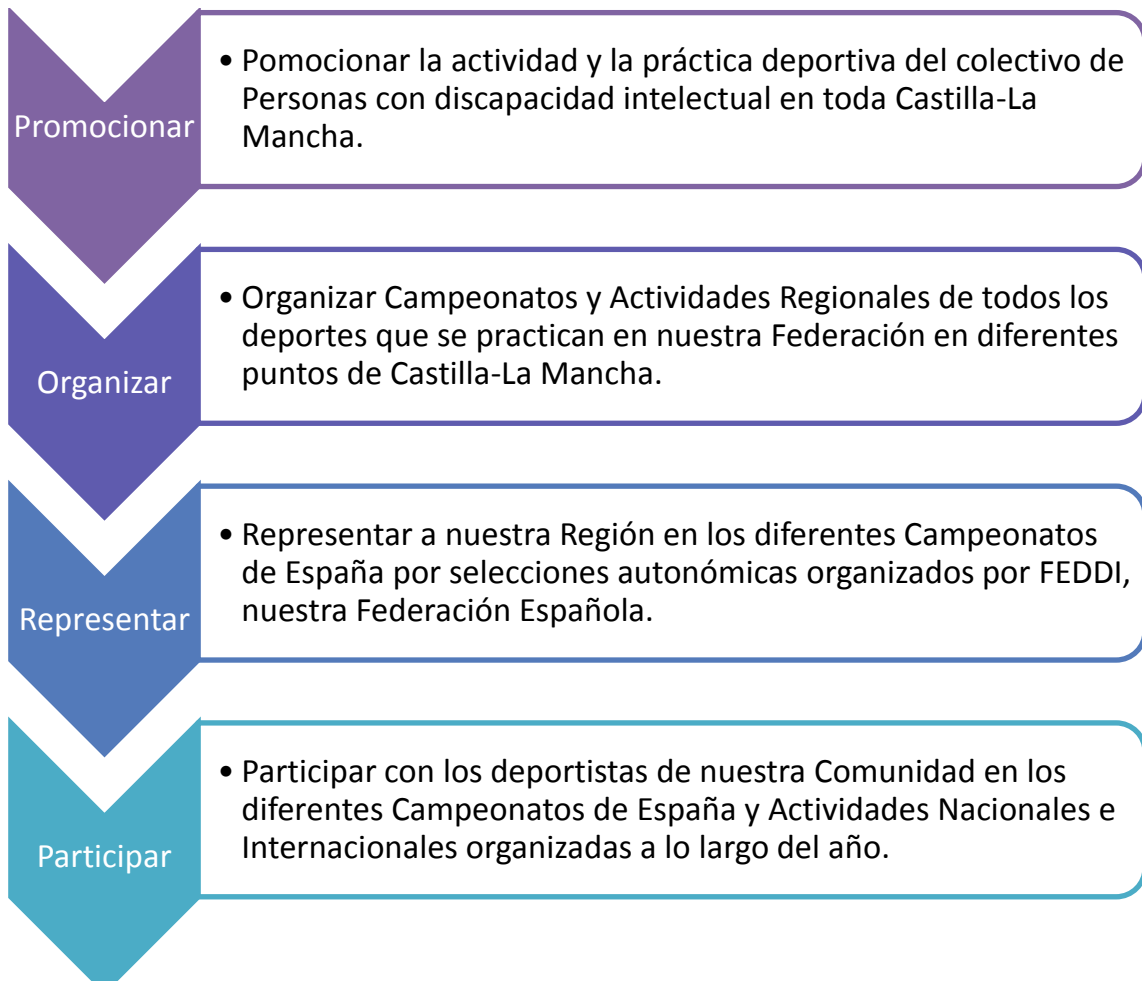 Promocionar
• Pomocionar la actividad y la práctica deportiva del colectivo de
Personas con discapacidad intelectual en toda Castilla-La
Mancha.
Organizar
• Organizar Campeonatos y Actividades Regionales de todos los
deportes que se practican en nuestra Federación en diferentes
puntos de Castilla-La Mancha.
Representar
• Representar a nuestra Región en los diferentes Campeonatos
de España por selecciones autonómicas organizados por FEDDI,
nuestra Federación Española.
Participar
• Participar con los deportistas de nuestra Comunidad en los
diferentes Campeonatos de España y Actividades Nacionales e
Internacionales organizadas a lo largo del año.